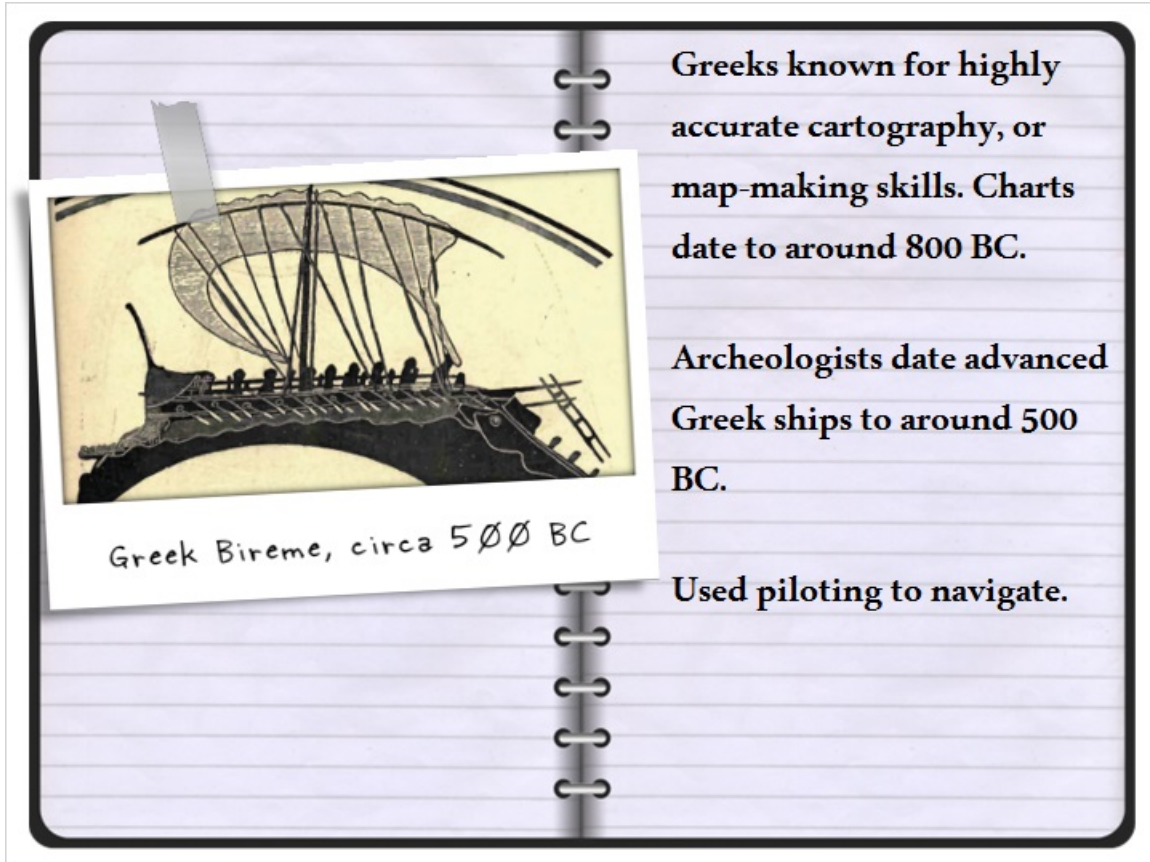 Greeks known for highly
accurate cartography, or
map-making skills. Charts
date to around 800 BC.
Archeologists date advanced
Greek ships to around 500
BC.
Used piloting to navigate.
Greek Bireme, circa 500 BC